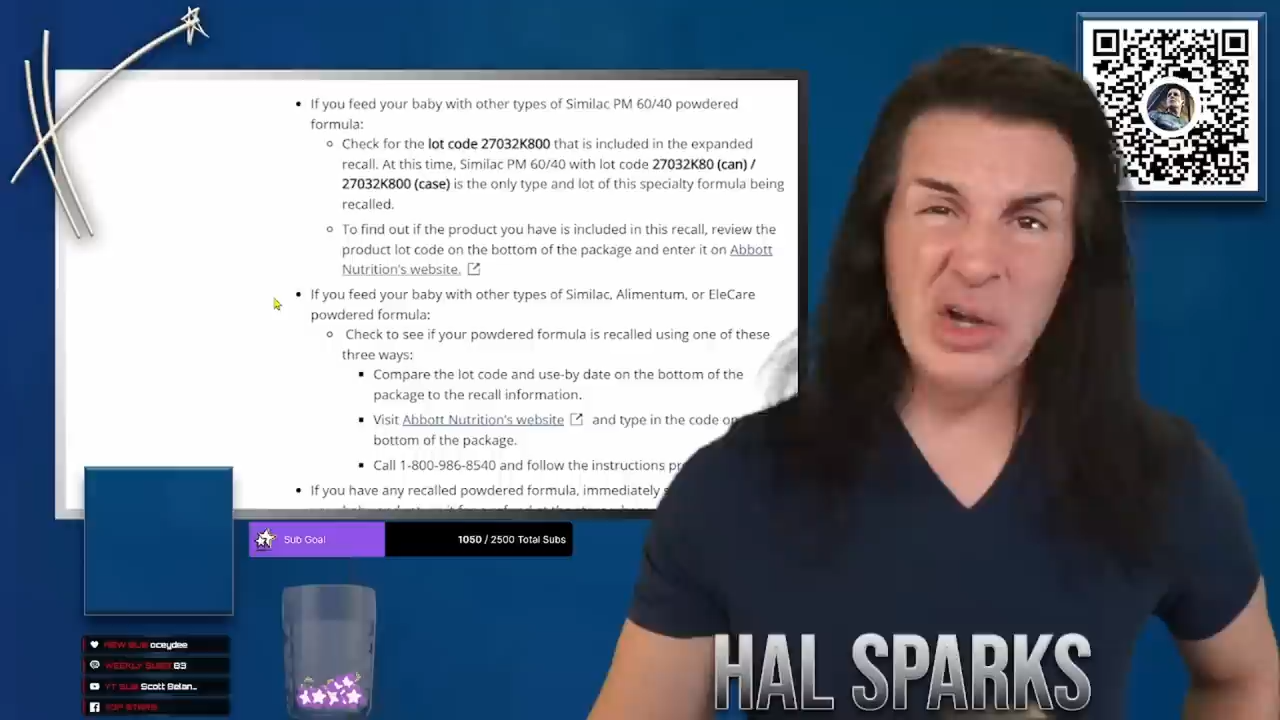 If you feed your baby with other types of Similac PM 60/40 powdered
formula:
Check for the lot code 27032K800 that is included in the expanded
recall. At this time, Similac PM 60/40 with lot code 27032K80 (can) /
27032K800 (case) is the only type and lot of this specialty formula being
recalled.
To find out if the product you have is included in this recall, review the
product lot code on the bottom of the package and enter it on Abbott
Nutrition's website.
If you feed your baby with other types of Similac, Alimentum, or EleCare
powdered formula:
Check to see if your powdered formula is recalled using one of these
three ways:
Compare the lot code and use-by date on the bottom of the
package to the recall information.
Visit Abbott Nutrition's website and type in the code on
bottom of the package.
Call 1-800-986-8540 and follow the instructions
If you have any recalled powdered formula, immediately
Sub Goal 1050 / 2500 Total Subs
NEW SUB oceydee
WEEKLY SUBS 83
YT SUB Scott Belan...
TOP STARS
HAL SPARKS